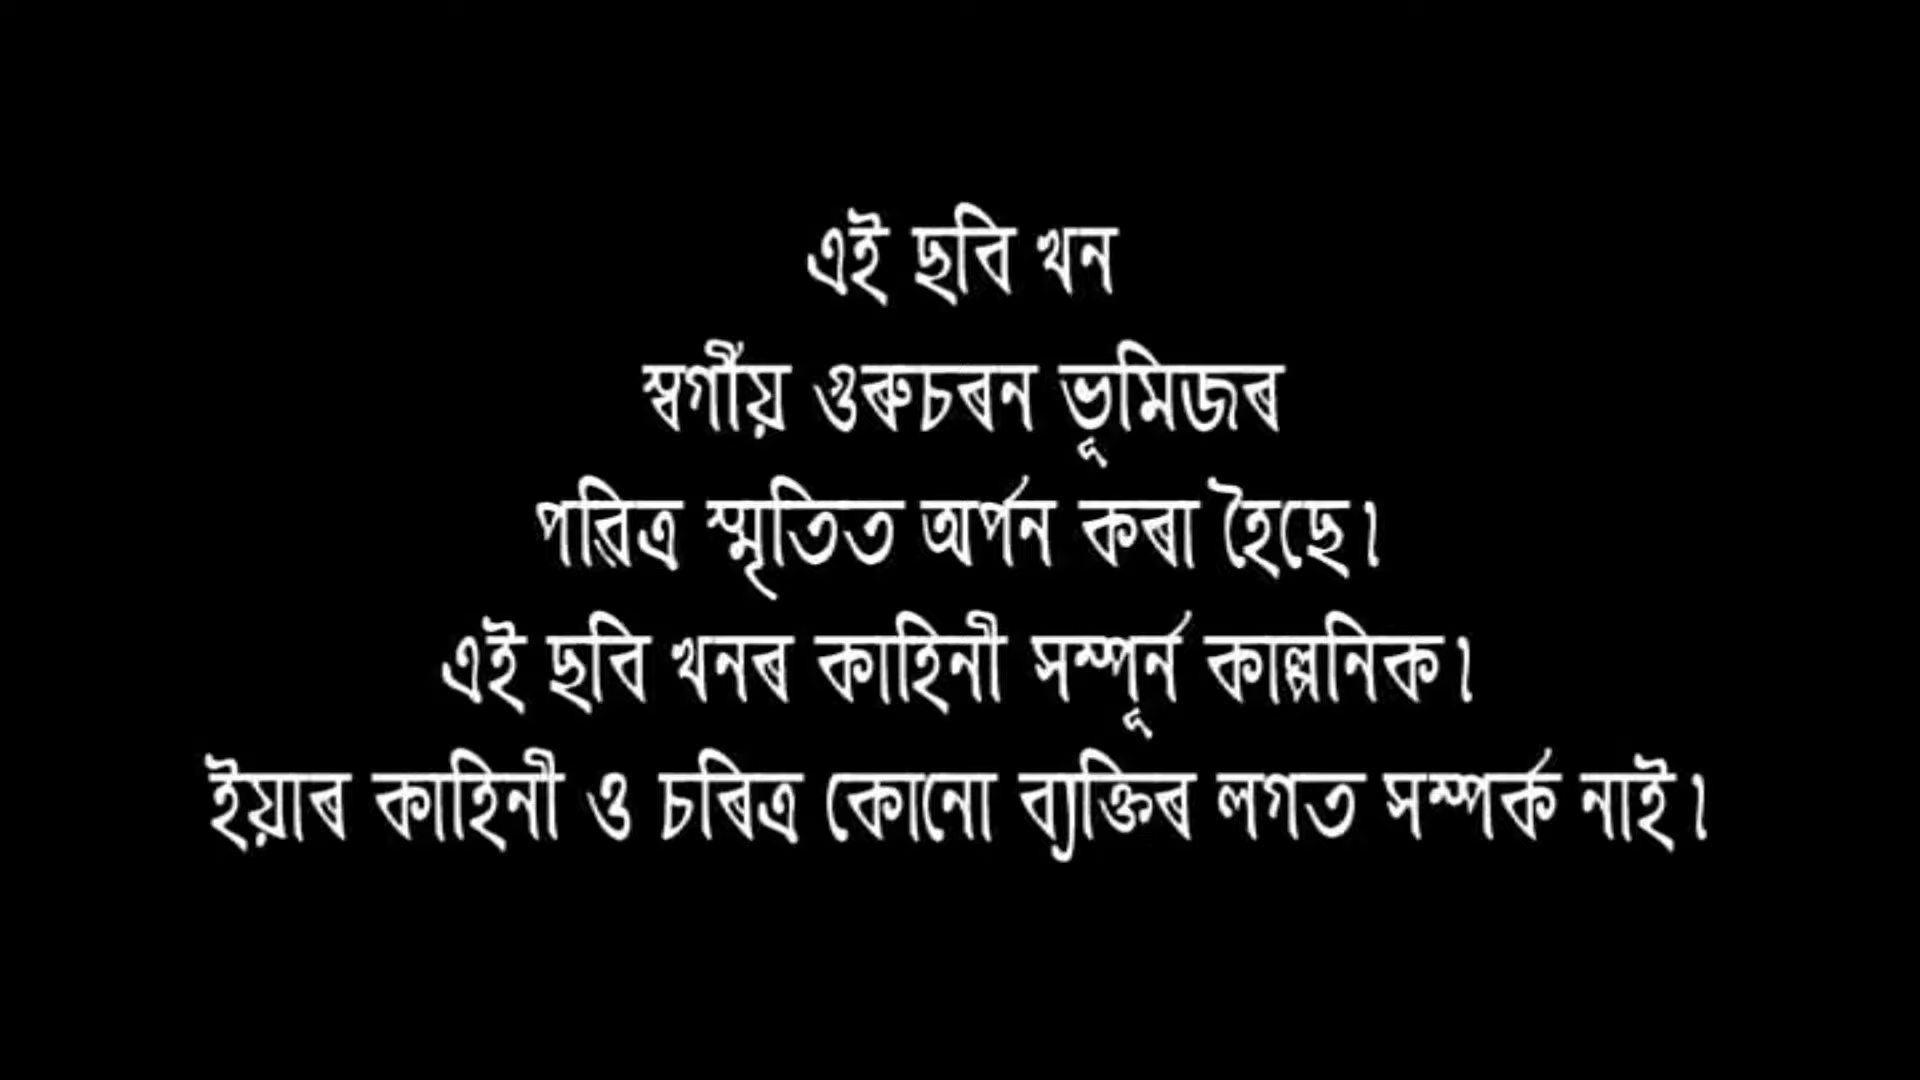 এই ছবি খন
স্বৰ্গীয় গুৰুচৰন ভূমিজৰ
পৱিত্ৰ স্মৃতিত অৰ্পন কৰা হৈছে।
এই ছবি খনৰ কাহিনী সম্পূৰ্ন কাল্পনিক।
ইয়াৰ কাহিনী ও চৰিত্ৰ কোনো ব্যক্তিৰ লগত সম্পৰ্ক নাই।